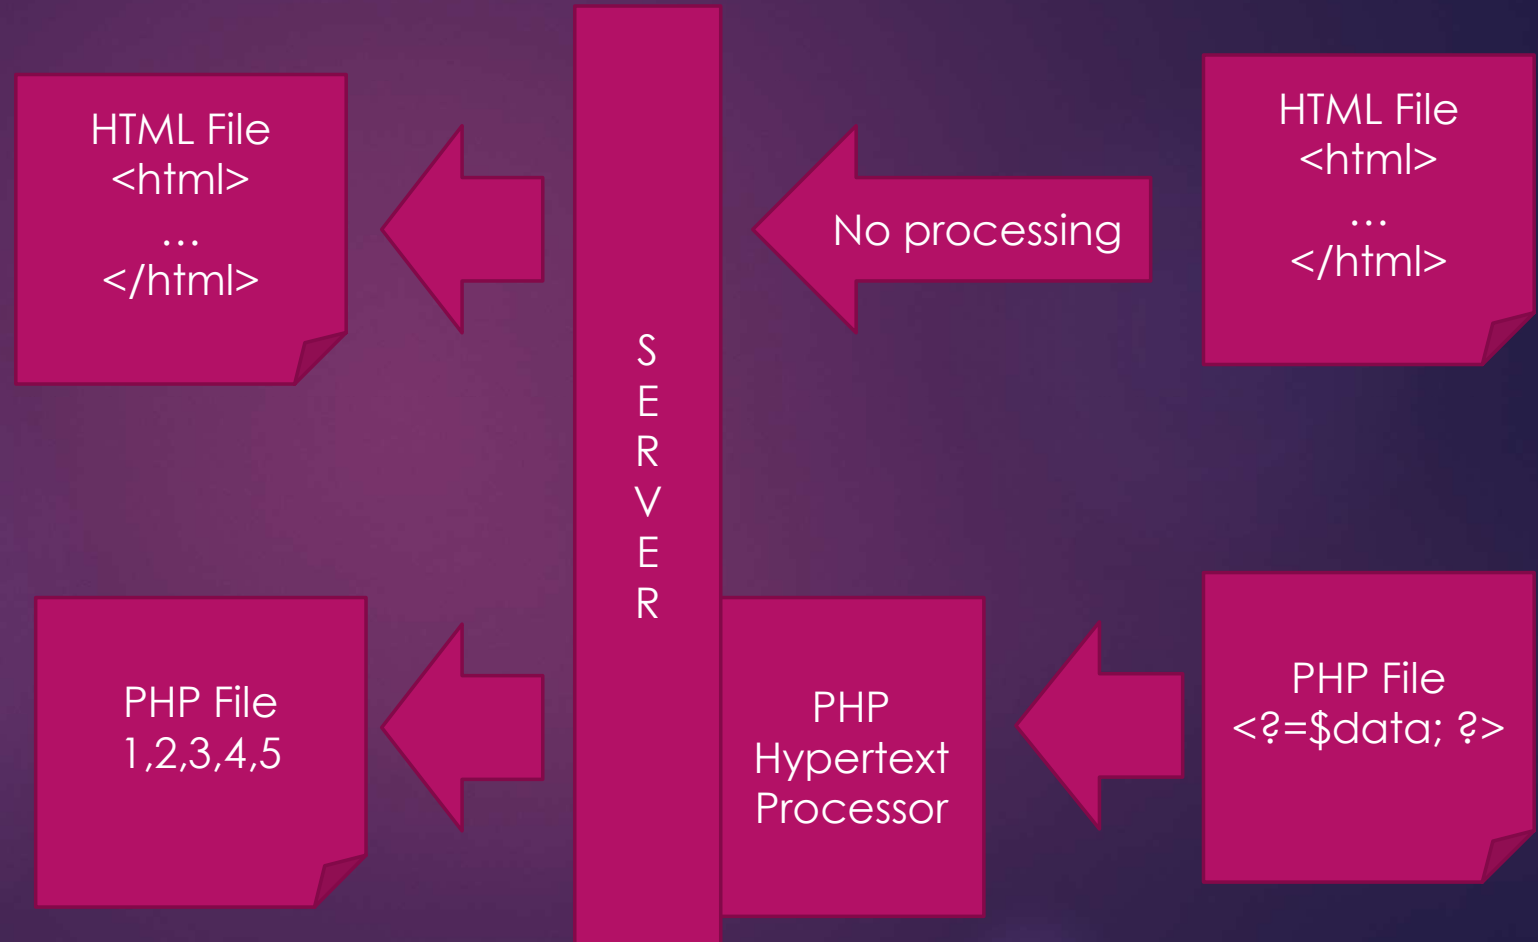 HTML File
<html>
…
</html>
No processing
HTML File
<html>
…
</html>
S
E
R
V
E
R
PHP File
1,2,3,4,5
PHP
Hypertext
Processor
PHP File
<?=$data; ?>